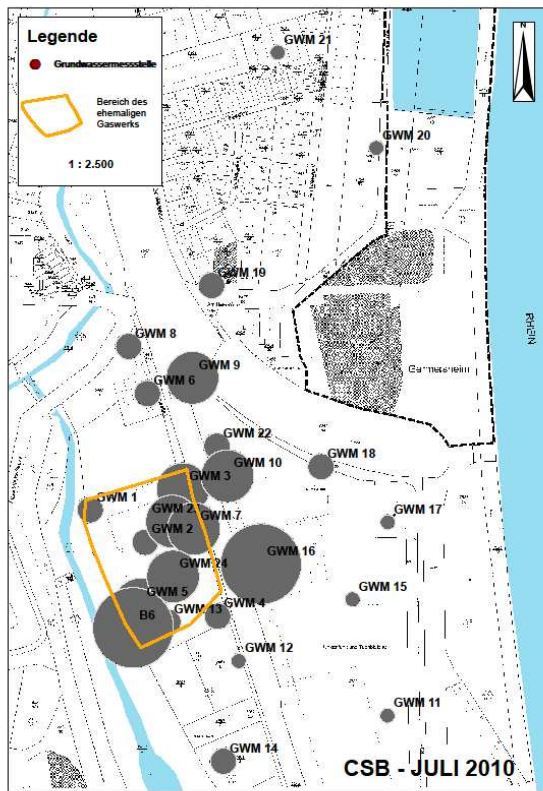 Legende
Grundwassermessstelle
Bereich des
ehemaligen
Gaswerks
1 : 2.500
N
GWM 21
GWM 20
GWM 19
RHEIN
GWM 8
GWM 9
GWM 6
GWM 22
GWM 10
GWM 18
GWM 3
GWM 1
GWM 2
GWM 7
GWM 17
GWM 2
GWM 16
GWM 24
GWM 5
GWM 15
B6
GWM 13
GWM 4
GWM 12
GWM 11
GWM 14
CSB - JULI 2010